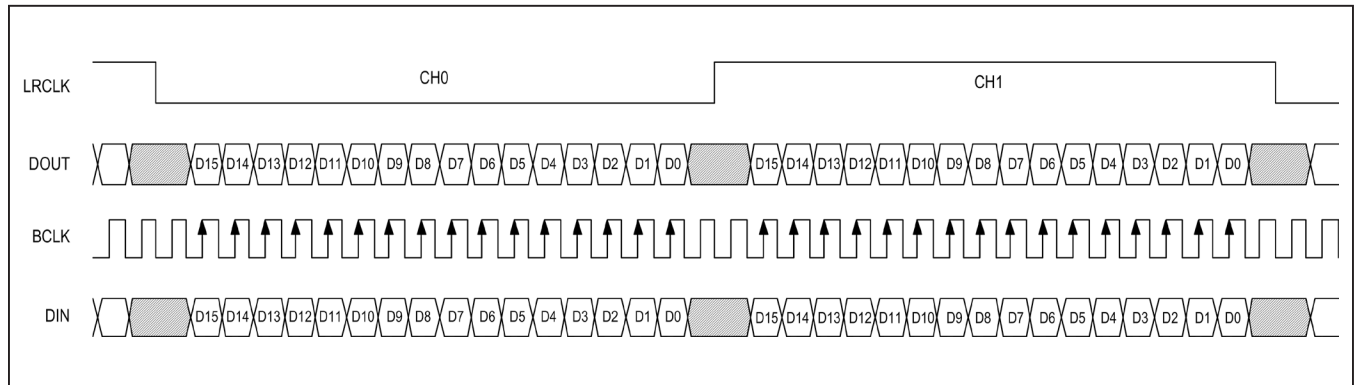 LRCLK CH0 CH1
DOUT D15 D14 D13 D12 D11 D10 D9 D8 D7 D6 D5 D4 D3 D2 D1 D0 D15 D14 D13 D12 D11 D10 D9 D8 D7 D6 D5 D4 D3 D2 D1 D0
BCLK
DIN D15 D14 D13 D12 D11 D10 D9 D8 D7 D6 D5 D4 D3 D2 D1 D0 D15 D14 D13 D12 D11 D10 D9 D8 D7 D6 D5 D4 D3 D2 D1 D0